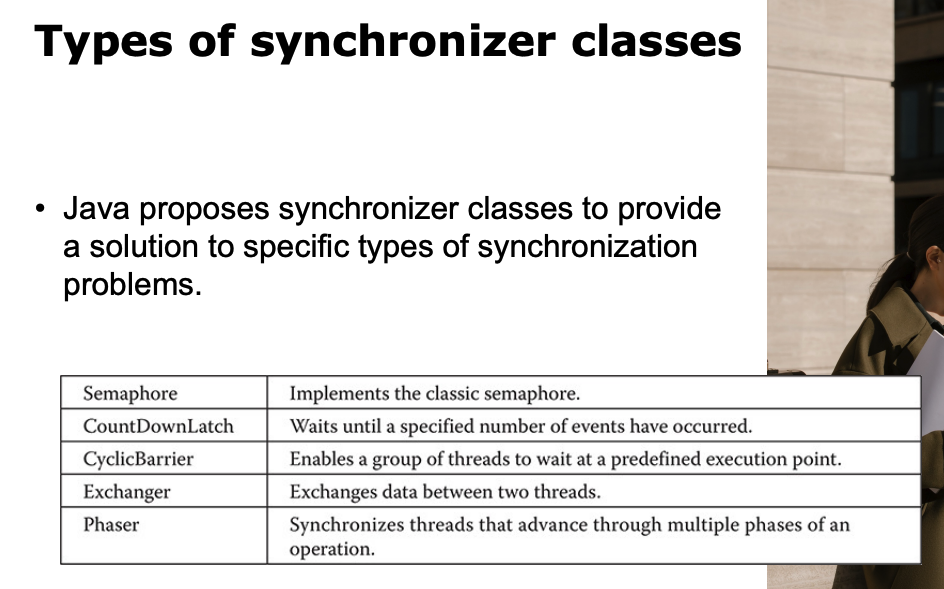 Types of synchronizer classes
• Java proposes synchronizer classes to provide
a solution to specific types of synchronization
problems.
Semaphore Implements the classic semaphore.
CountDownLatch Waits until a specified number of events have occurred.
CyclicBarrier Enables a group of threads to wait at a predefined execution point.
Exchanger Exchanges data between two threads.
Phaser Synchronizes threads that advance through multiple phases of an
operation.